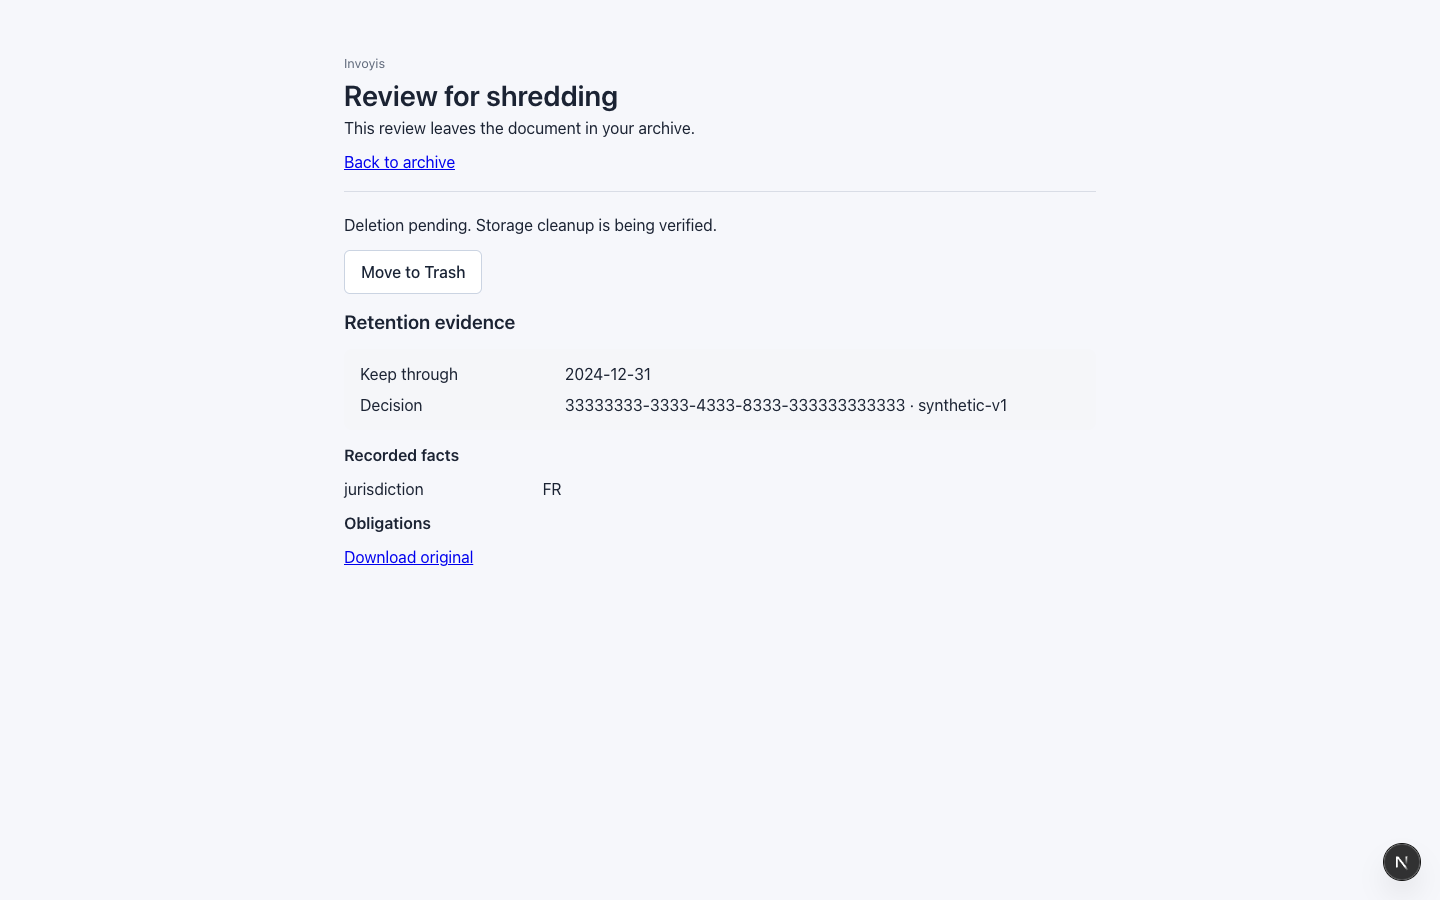 Invoyis
Review for shredding
This review leaves the document in your archive.
Back to archive
Deletion pending. Storage cleanup is being verified.
Move to Trash
Retention evidence
Keep through 2024-12-31
Decision 33333333-3333-4333-8333-333333333333 · synthetic-v1
Recorded facts
jurisdiction FR
Obligations
Download original
N